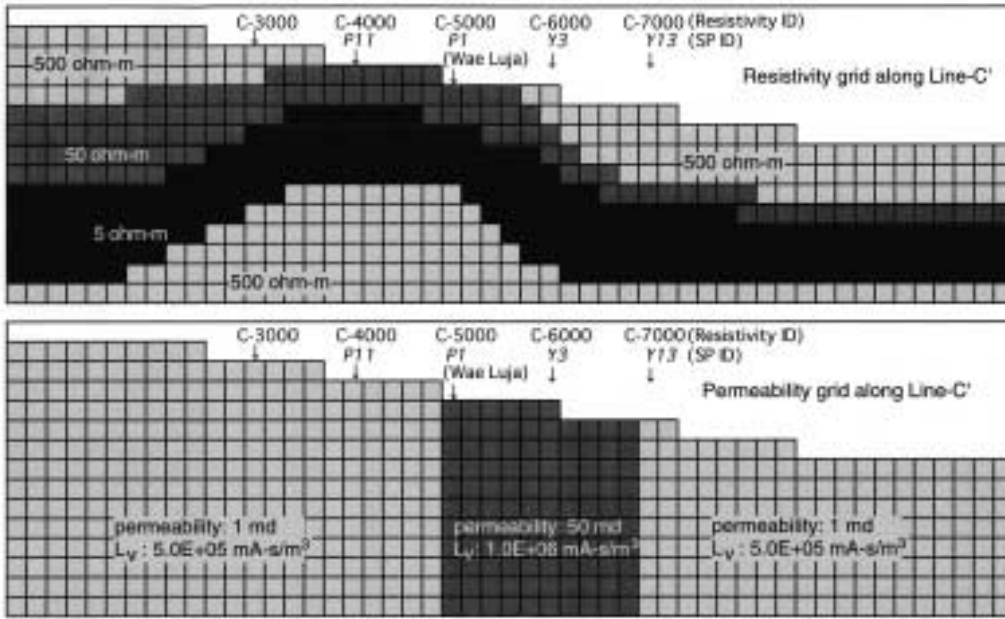 C-3000 C-4000 C-5000 C-6000 C-7000 (Resistivity ID)
P11 P1 Y3 Y13 (SP ID)
(Wae Luja)
500 ohm-m
Resistivity grid along Line-C'
50 ohm-m
500 ohm-m
5 ohm-m
500 ohm-m
C-3000 C-4000 C-5000 C-6000 C-7000 (Resistivity ID)
P11 P1 Y3 Y13 (SP ID)
(Wae Luja)
Permeability grid along Line-C'
permeability: 1 md
Lv : 5.0E+05 mA-s/m³
permeability: 50 md
Lv: 1.0E+06 mA-s/m³
permeability: 1 md
Lv : 5.0E+05 mA-s/m³